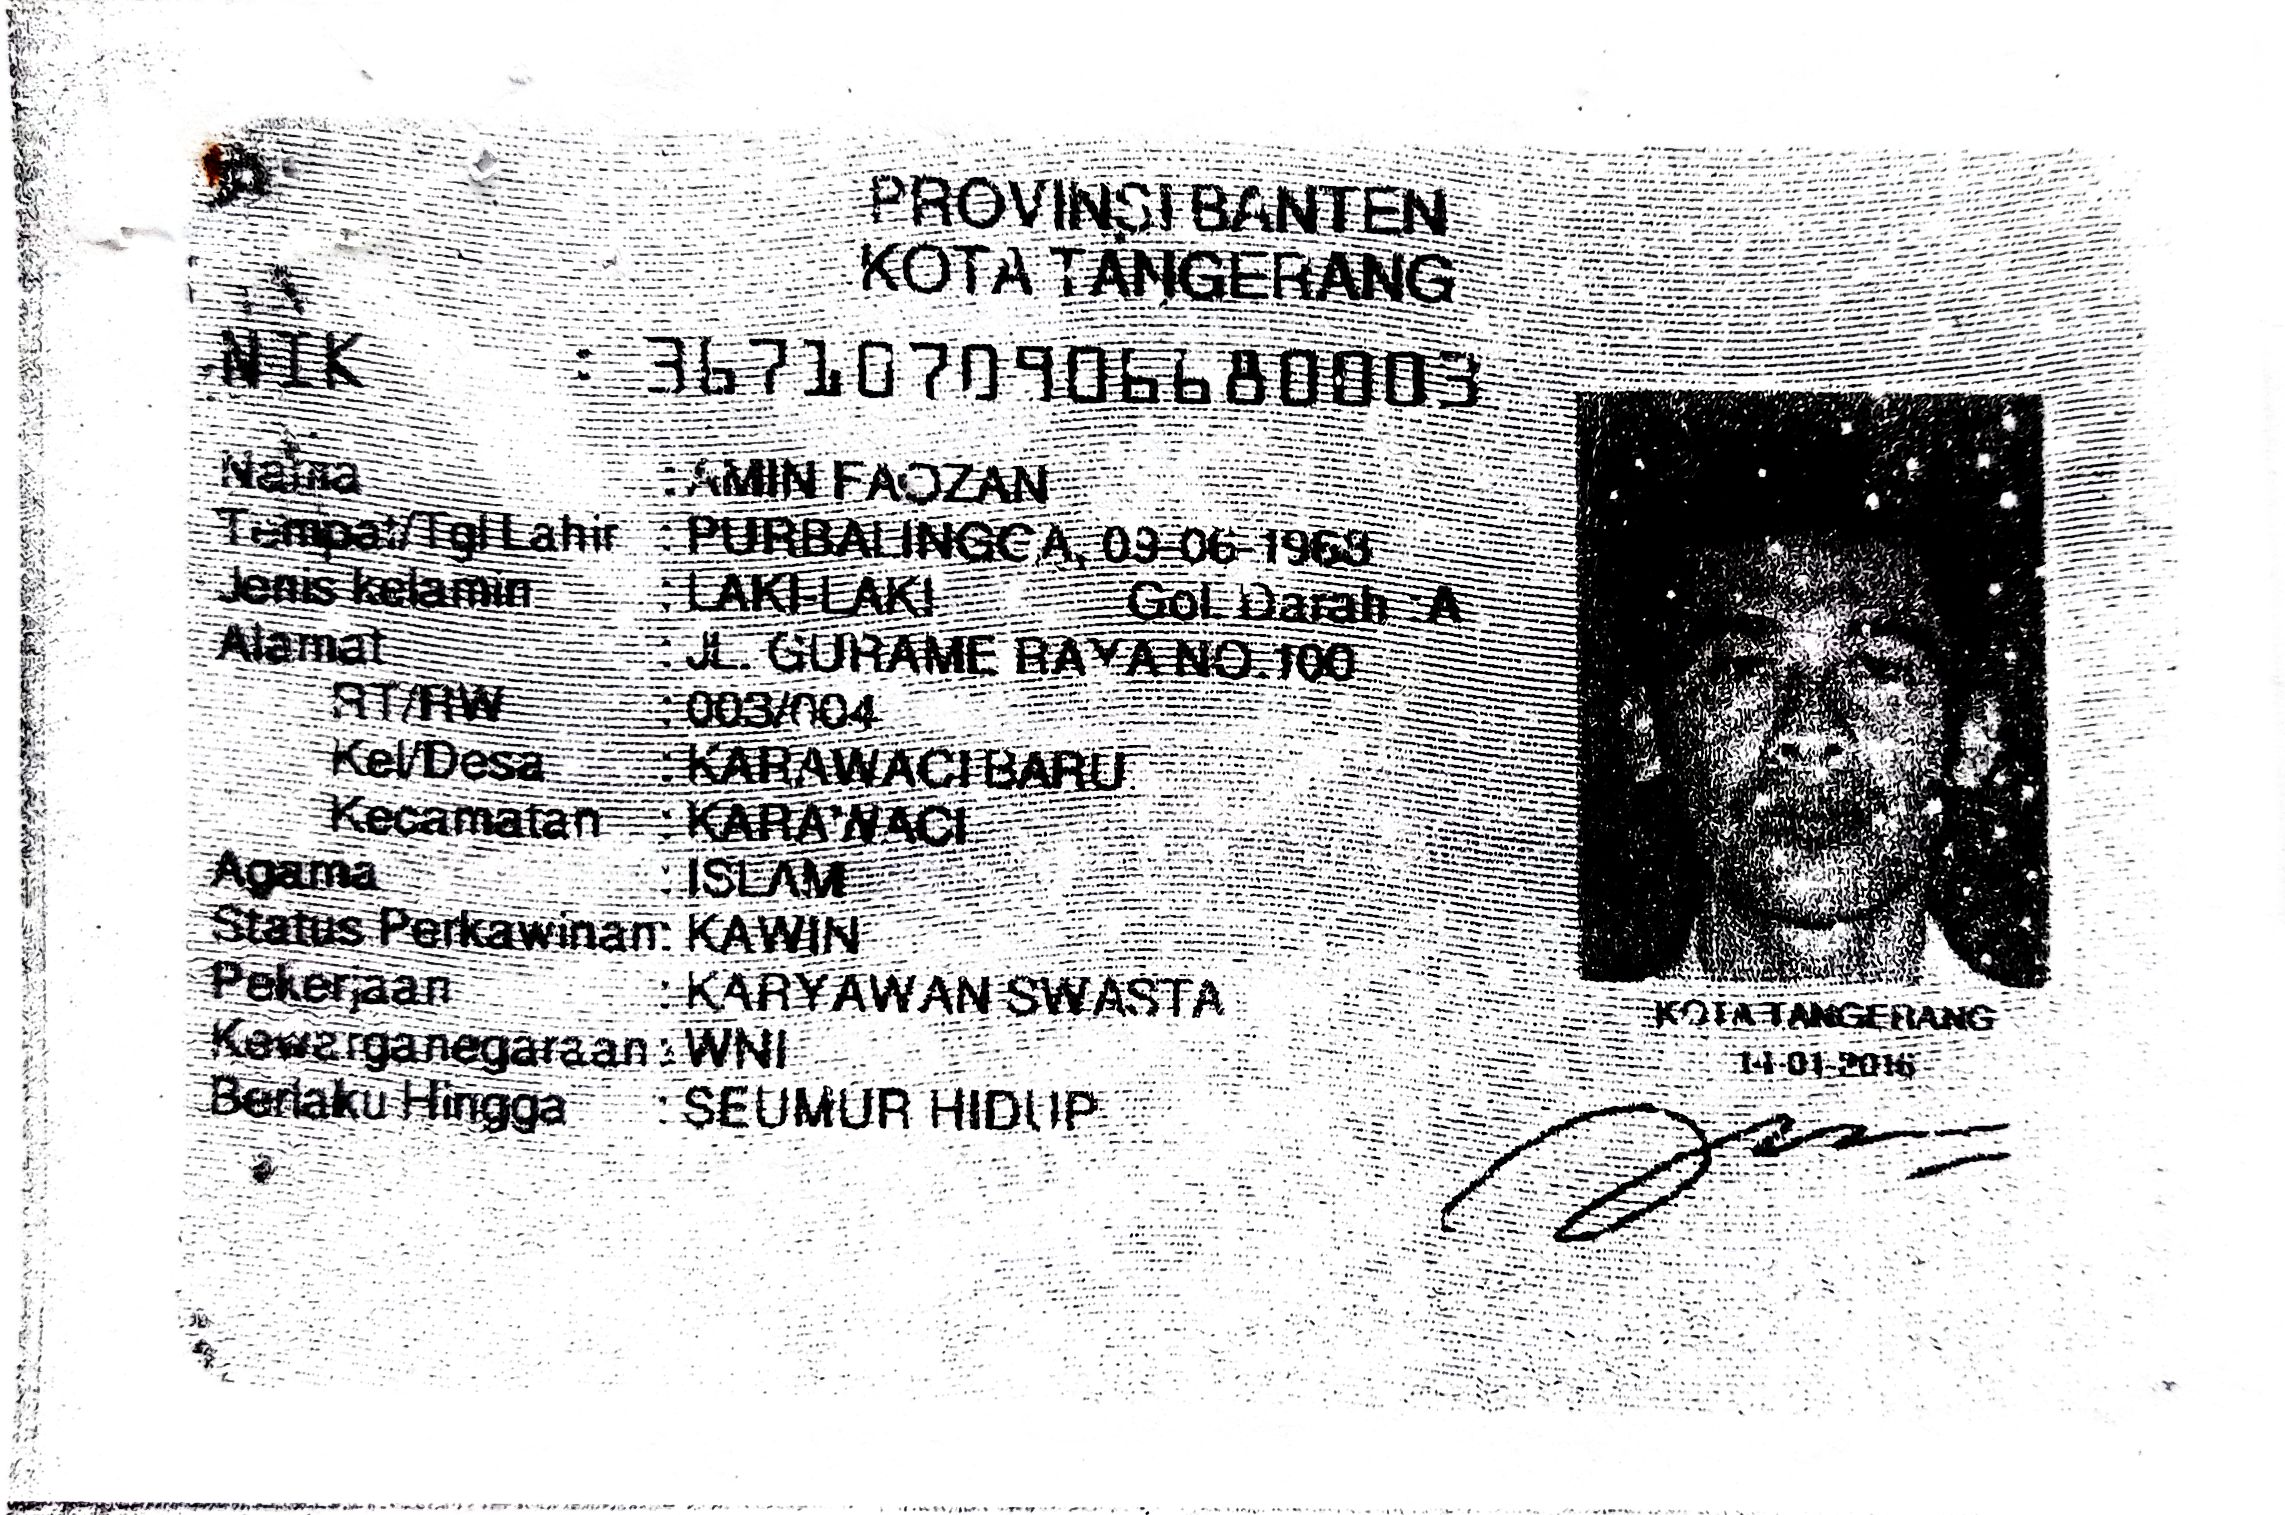 PROVINSI BANTEN
KOTA TANGERANG
NIK : 3671070906680003
Nama : AMIN FAOZAN
Tempat/Tgl Lahir : PURBALINGGA, 09-06-1968
Jenis kelamin : LAKI-LAKI Gol. Darah : A
Alamat : JL. GURAME RAYA NO.100
RT/RW : 003/004
Kel/Desa : KARAWACI BARU
Kecamatan : KARAWACI
Agama : ISLAM
Status Perkawinan: KAWIN
Pekerjaan : KARYAWAN SWASTA
Kewarganegaraan : WNI
Berlaku Hingga : SEUMUR HIDUP
KOTA TANGERANG
14-01-2016